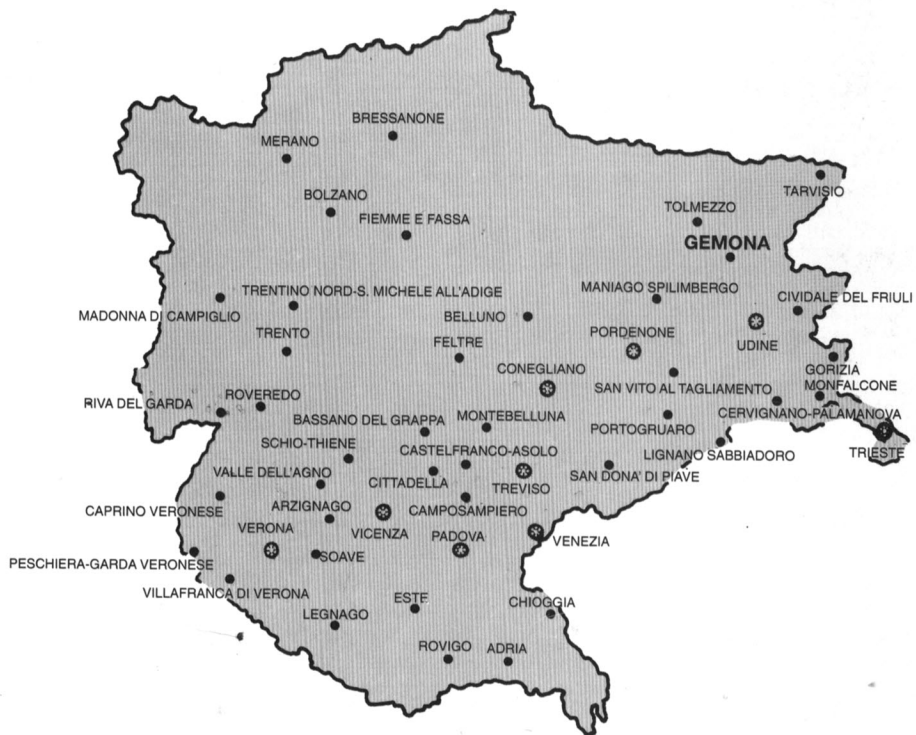 BRESSANONE
MERANO
TARVISIO
BOLZANO
TOLMEZZO
FIEMME E FASSA
GEMONA
TRENTINO NORD-S. MICHELE ALL'ADIGE
MANIAGO SPILIMBERGO
CIVIDALE DEL FRIULI
MADONNA DI CAMPIGLIO
BELLUNO
TRENTO
PORDENONE
UDINE
FELTRE
CONEGLIANO
GORIZIA
SAN VITO AL TAGLIAMENTO
MONFALCONE
ROVEREDO
RIVA DEL GARDA
CERVIGNANO-PALAMANOVA
BASSANO DEL GRAPPA
MONTEBELLUNA
PORTOGRUARO
SCHIO-THIENE
CASTELFRANCO-ASOLO
LIGNANO SABBIADORO
TRIESTE
VALLE DELL'AGNO
CITTADELLA
TREVISO
SAN DONA' DI PIAVE
CAPRINO VERONESE
ARZIGNAGO
CAMPOSAMPIERO
VERONA
VICENZA
PADOVA
VENEZIA
PESCHIERA-GARDA VERONESE
SOAVE
VILLAFRANCA DI VERONA
ESTE
CHIOGGIA
LEGNAGO
ROVIGO
ADRIA